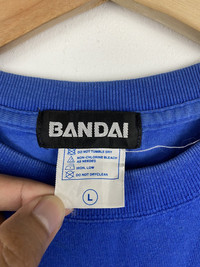 BANDAI
DO NOT TUMBLE DRY
NON-CHLORINE BLEACH
AS NEEDED
IRON, LOW
DO NOT DRYCLEAN
L